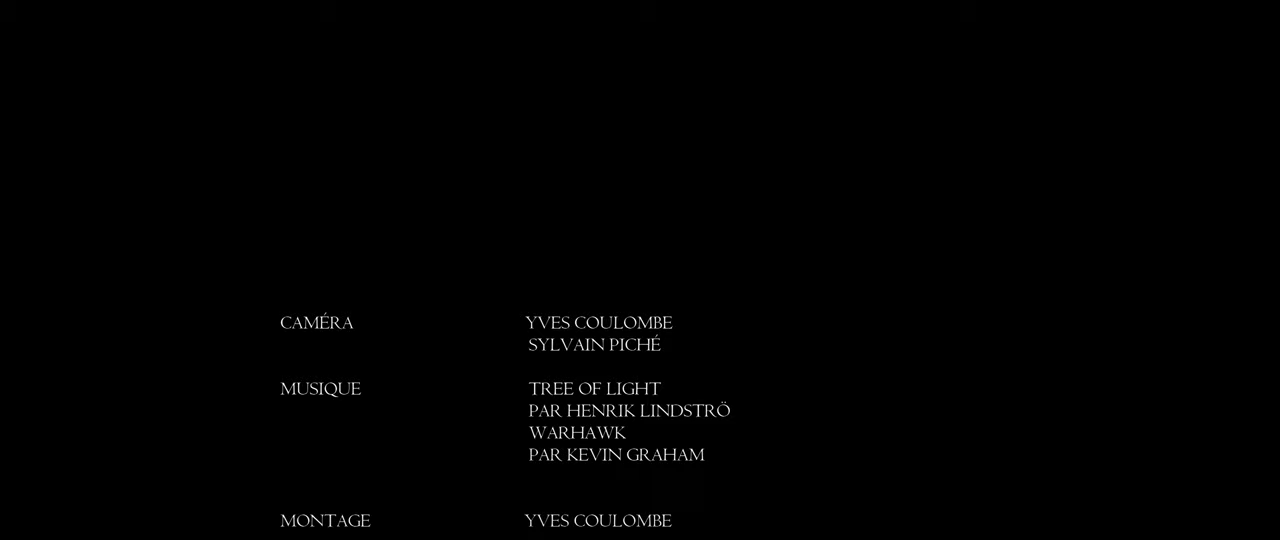 CAMÉRA YVES COULOMBE
SYLVAIN PICHÉ
MUSIQUE TREE OF LIGHT
PAR HENRIK LINDSTRÖ
WARHAWK
PAR KEVIN GRAHAM
MONTAGE YVES COULOMBE